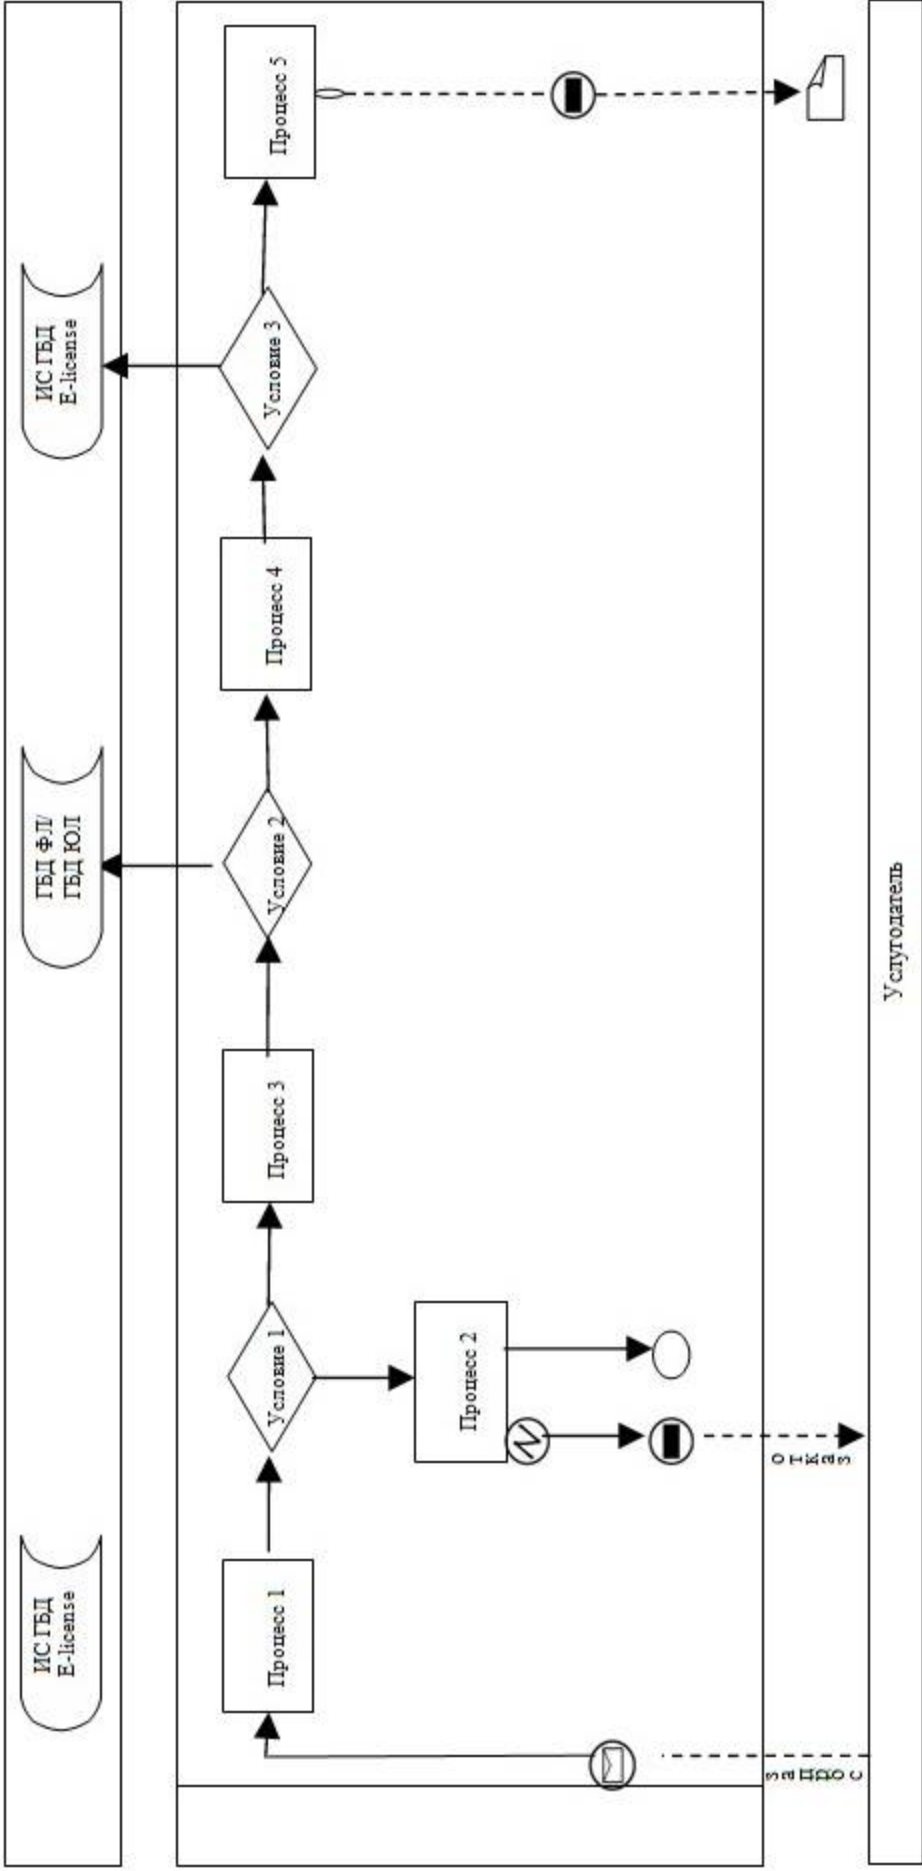 ИС ГБД
E-license
ГБД ФЛ/
ГБД ЮЛ
ИС ГБД
E-license
Процесс 1
Условие 1
Процесс 3
Условие 2
Процесс 4
Условие 3
Процесс 5
Процесс 2
запрос
отказ
Услугодатель